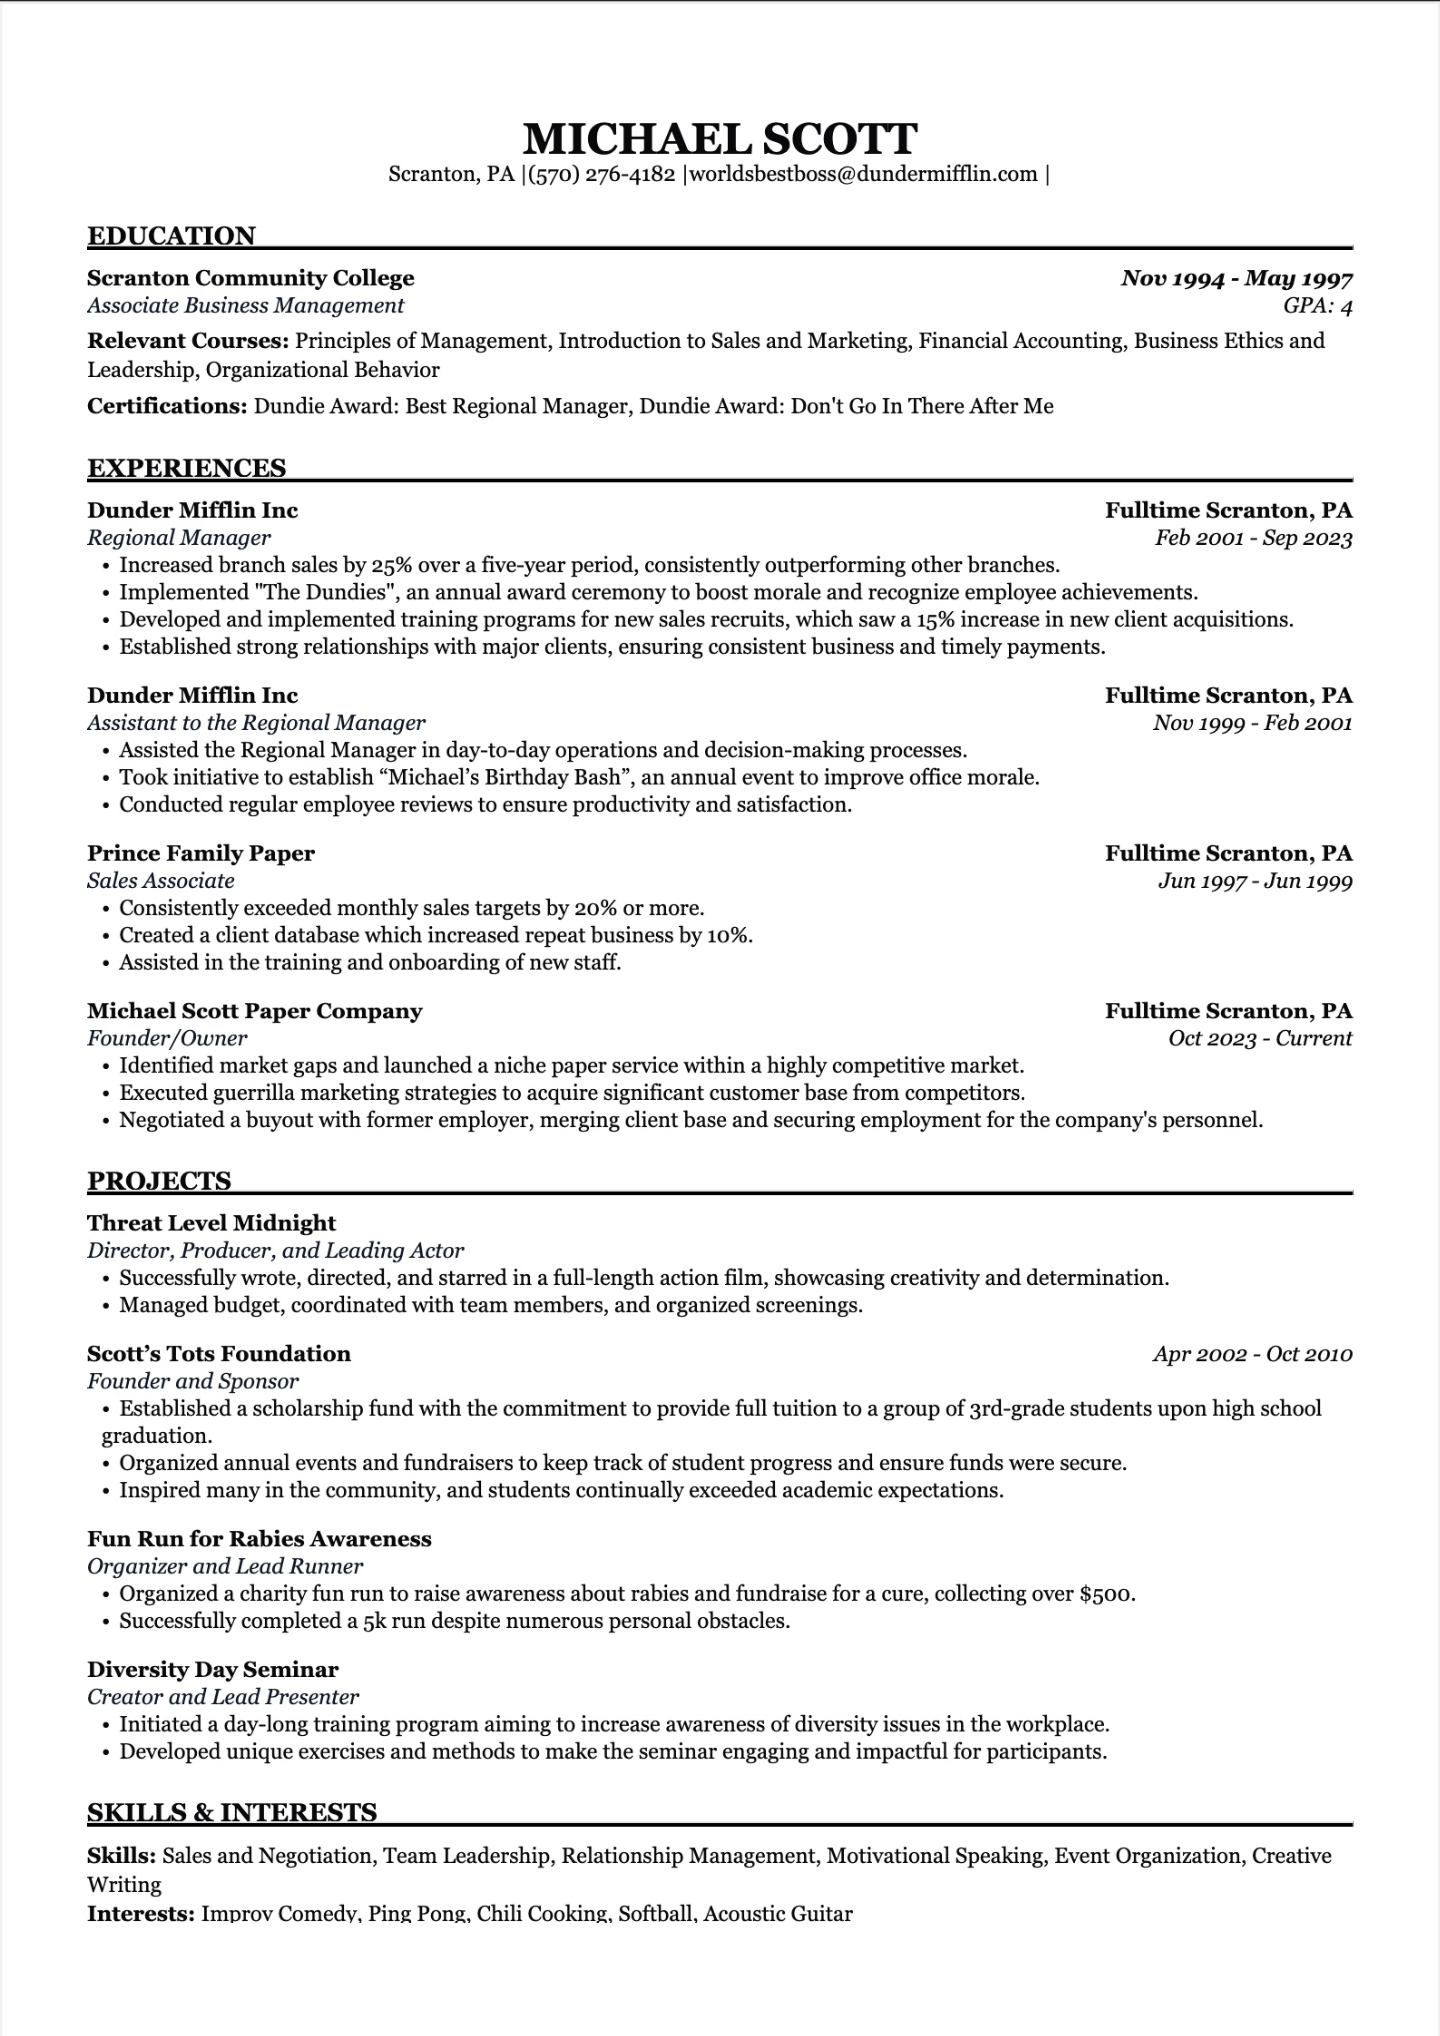 MICHAEL SCOTT
Scranton, PA |(570) 276-4182 |worldsbestboss@dundermifflin.com |
EDUCATION
Scranton Community College Nov 1994 - May 1997
Associate Business Management GPA: 4
Relevant Courses: Principles of Management, Introduction to Sales and Marketing, Financial Accounting, Business Ethics and
Leadership, Organizational Behavior
Certifications: Dundie Award: Best Regional Manager, Dundie Award: Don't Go In There After Me
EXPERIENCES
Dunder Mifflin Inc Fulltime Scranton, PA
Regional Manager Feb 2001 - Sep 2023
• Increased branch sales by 25% over a five-year period, consistently outperforming other branches.
• Implemented "The Dundies", an annual award ceremony to boost morale and recognize employee achievements.
• Developed and implemented training programs for new sales recruits, which saw a 15% increase in new client acquisitions.
• Established strong relationships with major clients, ensuring consistent business and timely payments.
Dunder Mifflin Inc Fulltime Scranton, PA
Assistant to the Regional Manager Nov 1999 - Feb 2001
• Assisted the Regional Manager in day-to-day operations and decision-making processes.
• Took initiative to establish “Michael’s Birthday Bash”, an annual event to improve office morale.
• Conducted regular employee reviews to ensure productivity and satisfaction.
Prince Family Paper Fulltime Scranton, PA
Sales Associate Jun 1997 - Jun 1999
• Consistently exceeded monthly sales targets by 20% or more.
• Created a client database which increased repeat business by 10%.
• Assisted in the training and onboarding of new staff.
Michael Scott Paper Company Fulltime Scranton, PA
Founder/Owner Oct 2023 - Current
• Identified market gaps and launched a niche paper service within a highly competitive market.
• Executed guerrilla marketing strategies to acquire significant customer base from competitors.
• Negotiated a buyout with former employer, merging client base and securing employment for the company's personnel.
PROJECTS
Threat Level Midnight
Director, Producer, and Leading Actor
• Successfully wrote, directed, and starred in a full-length action film, showcasing creativity and determination.
• Managed budget, coordinated with team members, and organized screenings.
Scott’s Tots Foundation Apr 2002 - Oct 2010
Founder and Sponsor
• Established a scholarship fund with the commitment to provide full tuition to a group of 3rd-grade students upon high school
graduation.
• Organized annual events and fundraisers to keep track of student progress and ensure funds were secure.
• Inspired many in the community, and students continually exceeded academic expectations.
Fun Run for Rabies Awareness
Organizer and Lead Runner
• Organized a charity fun run to raise awareness about rabies and fundraise for a cure, collecting over $500.
• Successfully completed a 5k run despite numerous personal obstacles.
Diversity Day Seminar
Creator and Lead Presenter
• Initiated a day-long training program aiming to increase awareness of diversity issues in the workplace.
• Developed unique exercises and methods to make the seminar engaging and impactful for participants.
SKILLS & INTERESTS
Skills: Sales and Negotiation, Team Leadership, Relationship Management, Motivational Speaking, Event Organization, Creative
Writing
Interests: Improv Comedy, Ping Pong, Chili Cooking, Softball, Acoustic Guitar